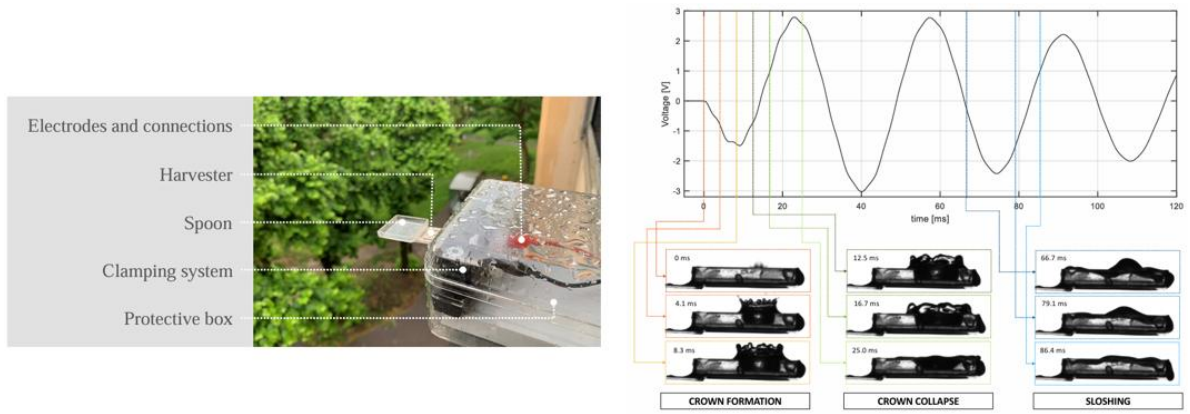 Electrodes and connections
Harvester
Spoon
Clamping system
Protective box
3
2
1
0
-1
-2
-3
Voltage [V]
0 20 40 60 80 100 120
time [ms]
0 ms
4.1 ms
8.3 ms
CROWN FORMATION
12.5 ms
16.7 ms
25.0 ms
CROWN COLLAPSE
66.7 ms
79.1 ms
86.4 ms
SLOSHING